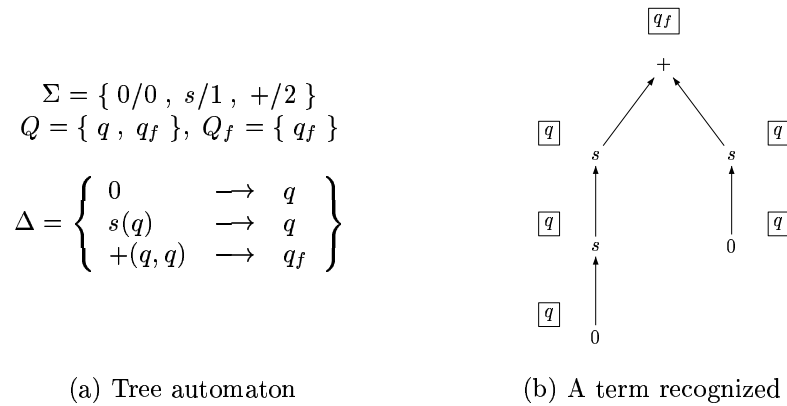 Σ = { 0/0 , s/1 , +/2 }
Q = { q , q_f }, Q_f = { q_f }
Δ = { 0 ⟶ q
s(q) ⟶ q
+(q, q) ⟶ q_f }
(a) Tree automaton
q_f
+
q s s q
q s 0 q
q 0
(b) A term recognized